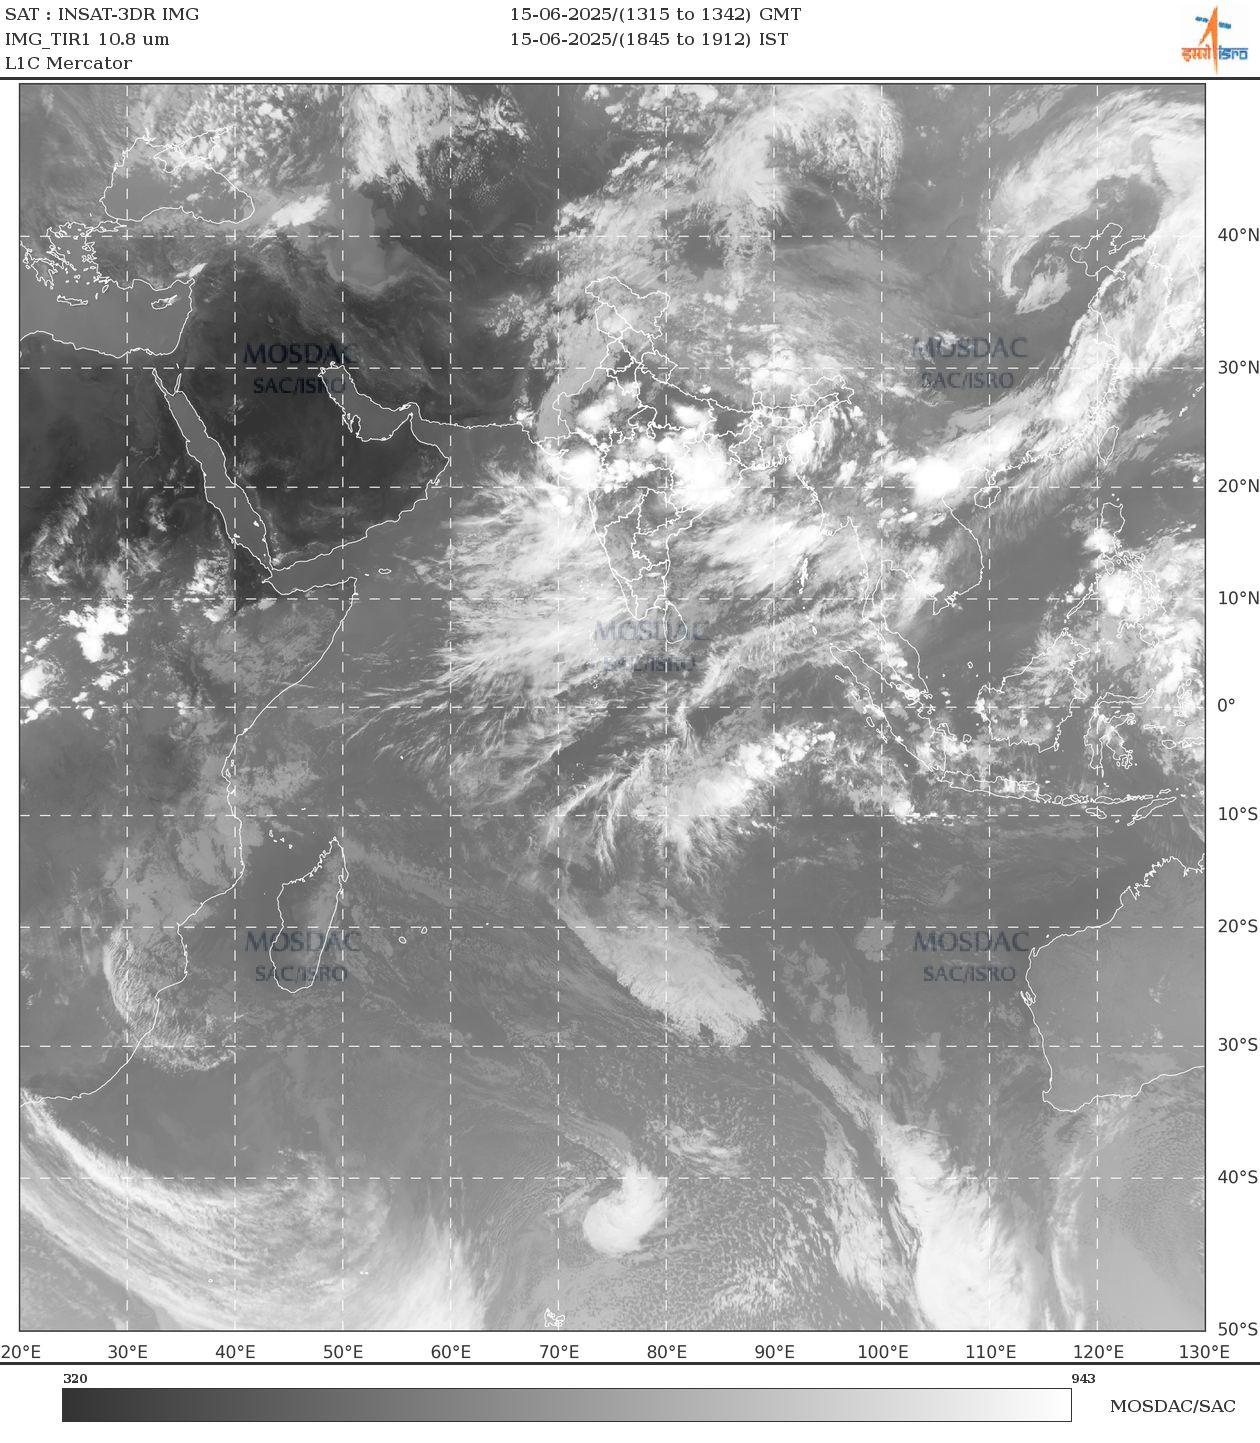 SAT : INSAT-3DR IMG
15-06-2025/(1315 to 1342) GMT
IMG_TIR1 10.8 um
15-06-2025/(1845 to 1912) IST
L1C Mercator
इसरो isro
40°N
MOSDAC
SAC/ISRO
MOSDAC
SAC/ISRO
30°N
20°N
10°N
MOSDAC
SAC/ISRO
0°
10°S
MOSDAC
SAC/ISRO
MOSDAC
SAC/ISRO
20°S
30°S
40°S
50°S
20°E 30°E 40°E 50°E 60°E 70°E 80°E 90°E 100°E 110°E 120°E 130°E
320
943
MOSDAC/SAC